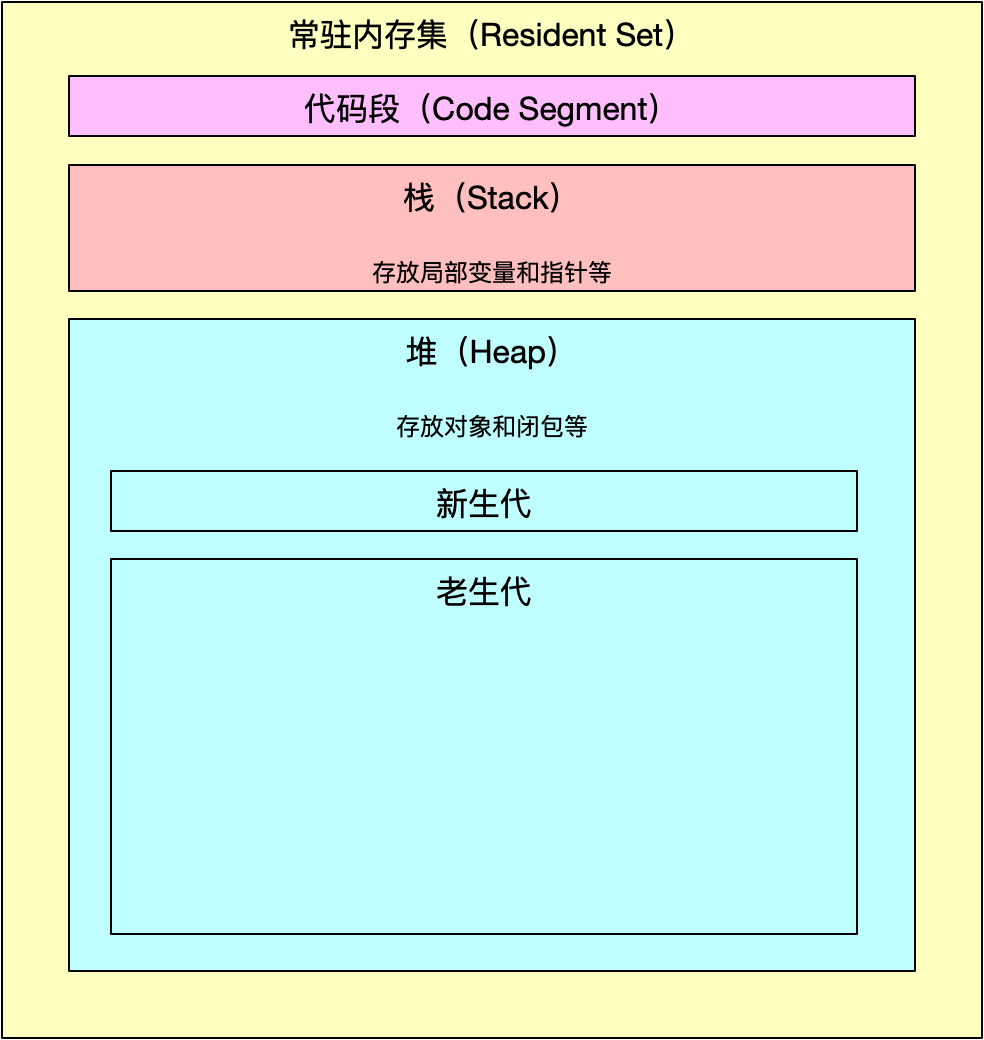 常驻内存集（Resident Set）
代码段（Code Segment）
栈（Stack）
存放局部变量和指针等
堆（Heap）
存放对象和闭包等
新生代
老生代